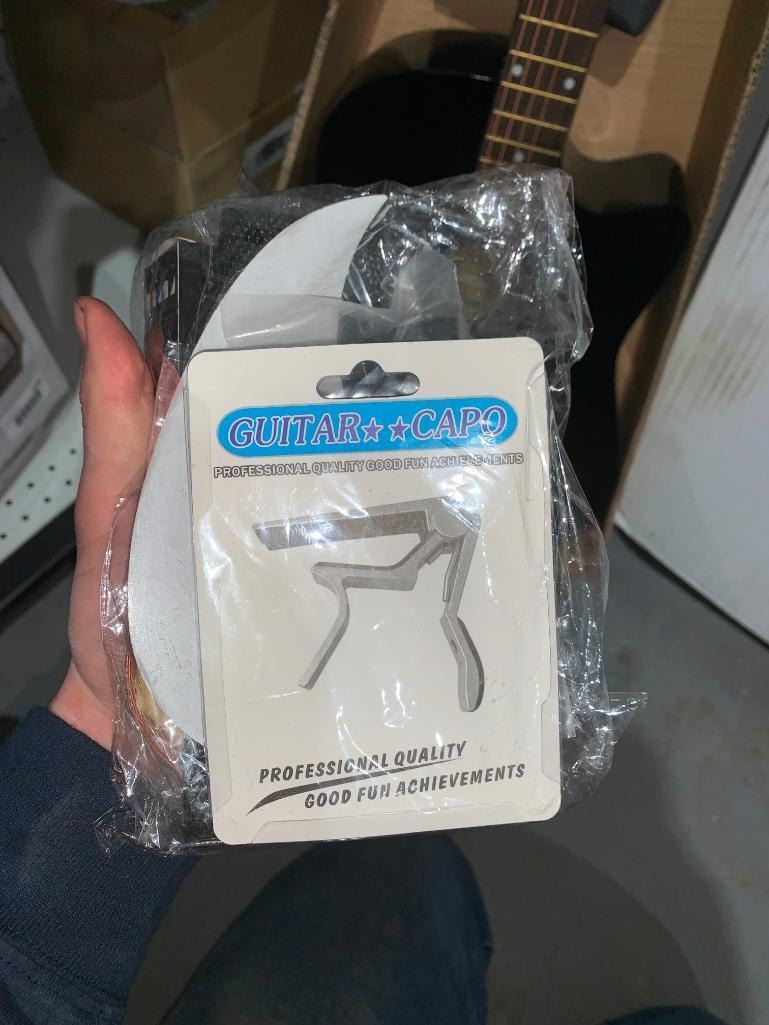 GUITAR★★CAPO
PROFESSIONAL QUALITY GOOD FUN ACHIEVEMENTS
PROFESSIONAL QUALITY
GOOD FUN ACHIEVEMENTS